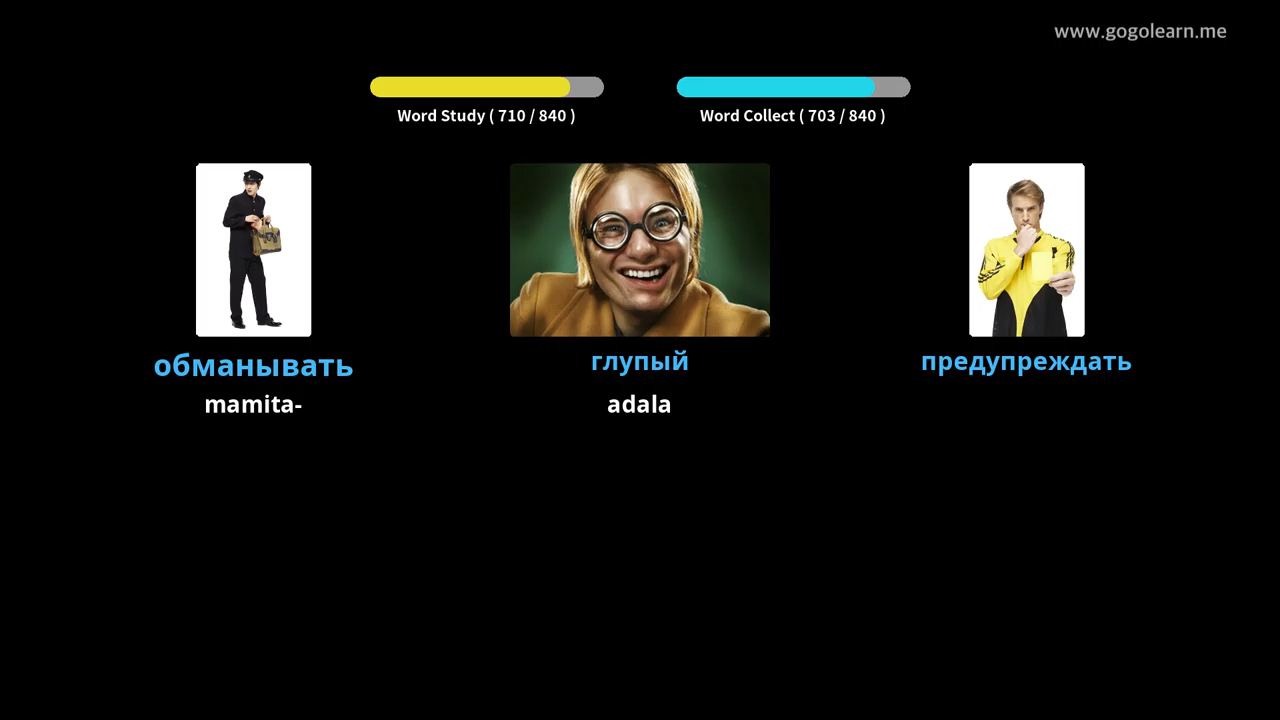 www.gogolearn.me
Word Study ( 710 / 840 )
Word Collect ( 703 / 840 )
обманывать
глупый
предупреждать
mamita-
adala